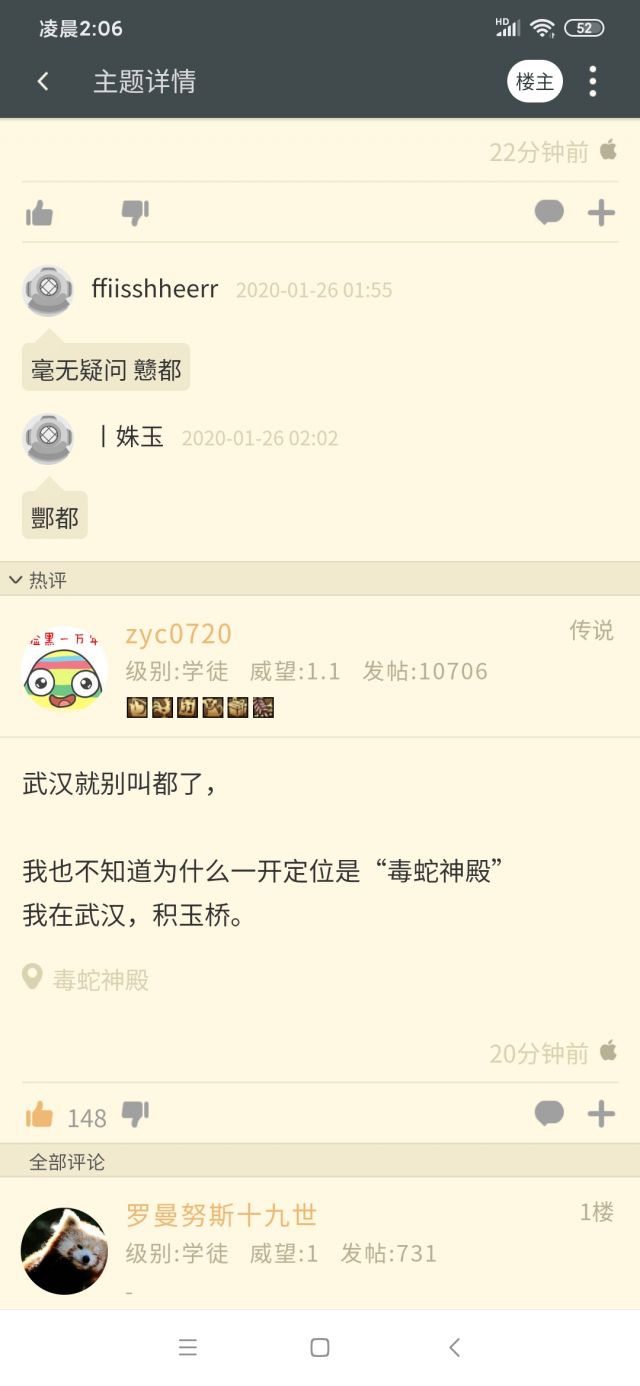 凌晨2:06
HD
52
主题详情
楼主
22分钟前
ffiisshheerr 2020-01-26 01:55
毫无疑问 戆都
丨姝玉 2020-01-26 02:02
酆都
热评
zyc0720 传说
级别:学徒 威望:1.1 发帖:10706
武汉就别叫都了，
我也不知道为什么一开定位是“毒蛇神殿”
我在武汉，积玉桥。
毒蛇神殿
20分钟前
148
全部评论
罗曼努斯十九世 1楼
级别:学徒 威望:1 发帖:731
-